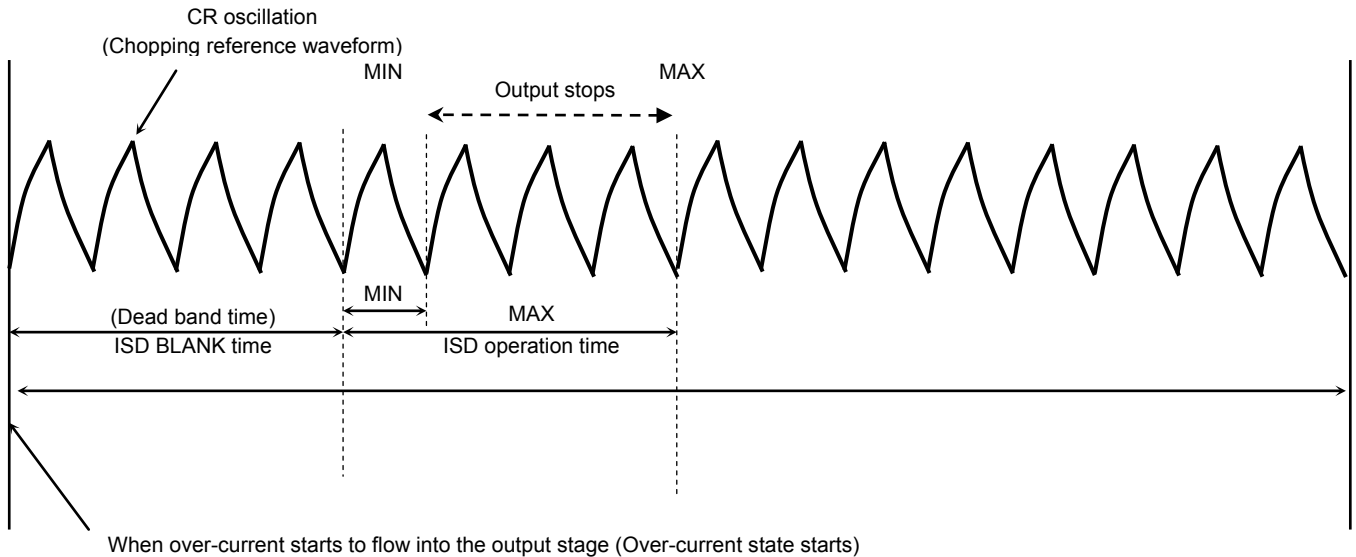 CR oscillation
(Chopping reference waveform)
MIN
MAX
Output stops
MIN
(Dead band time)
MAX
ISD BLANK time
ISD operation time
When over-current starts to flow into the output stage (Over-current state starts)